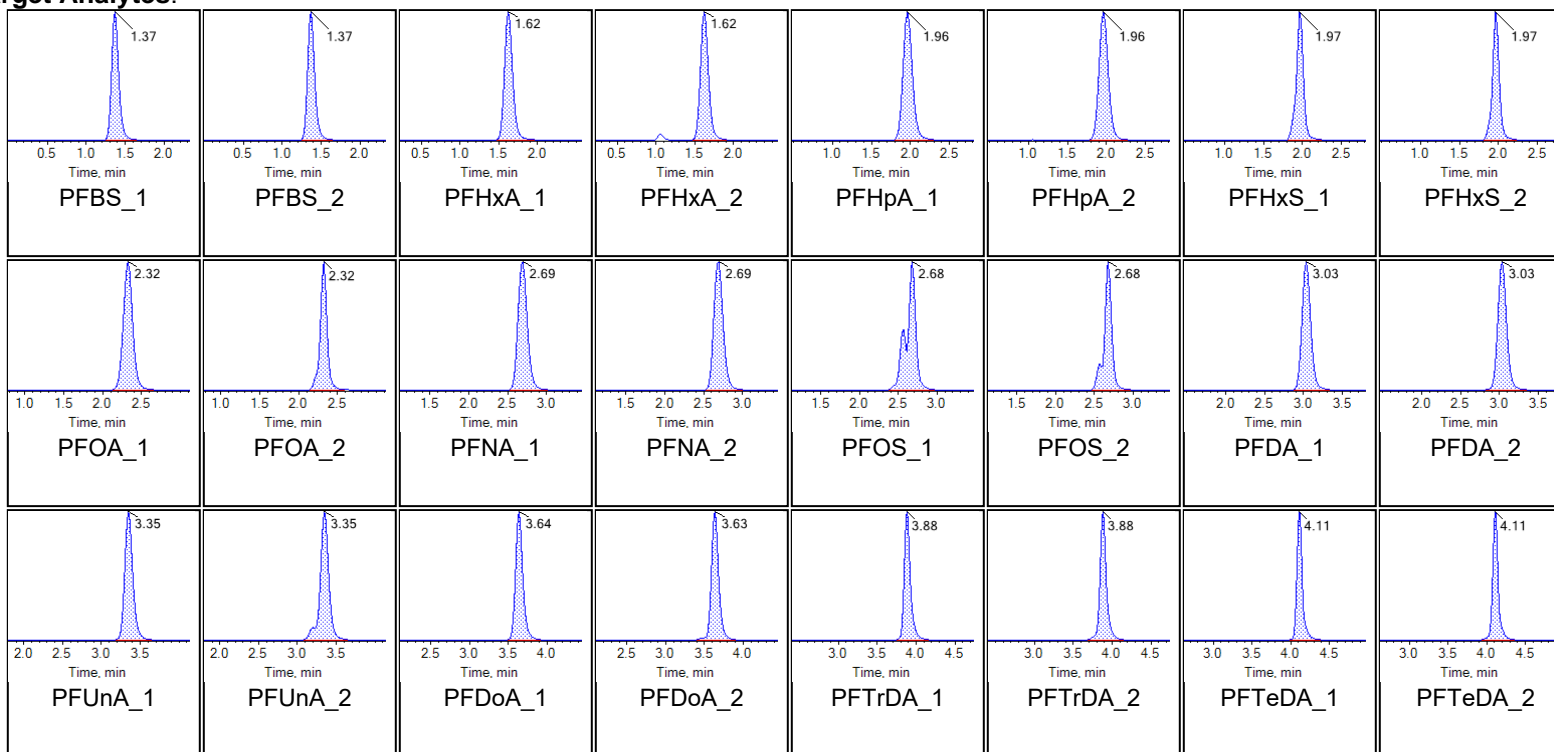 rget Analytes:
1.37 1.37 1.62 1.62 1.96 1.96 1.97 1.97
0.5 1.0 1.5 2.0 0.5 1.0 1.5 2.0 0.5 1.0 1.5 2.0 0.5 1.0 1.5 2.0 1.0 1.5 2.0 2.5 1.0 1.5 2.0 2.5 1.0 1.5 2.0 2.5 1.0 1.5 2.0 2.5
Time, min Time, min Time, min Time, min Time, min Time, min Time, min Time, min
PFBS_1 PFBS_2 PFHxA_1 PFHxA_2 PFHpA_1 PFHpA_2 PFHxS_1 PFHxS_2
2.32 2.32 2.69 2.69 2.68 2.68 3.03 3.03
1.0 1.5 2.0 2.5 1.0 1.5 2.0 2.5 1.5 2.0 2.5 3.0 1.5 2.0 2.5 3.0 1.5 2.0 2.5 3.0 1.5 2.0 2.5 3.0 2.0 2.5 3.0 3.5 2.0 2.5 3.0 3.5
Time, min Time, min Time, min Time, min Time, min Time, min Time, min Time, min
PFOA_1 PFOA_2 PFNA_1 PFNA_2 PFOS_1 PFOS_2 PFDA_1 PFDA_2
3.35 3.35 3.64 3.63 3.88 3.88 4.11 4.11
2.0 2.5 3.0 3.5 2.0 2.5 3.0 3.5 2.5 3.0 3.5 4.0 2.5 3.0 3.5 4.0 3.0 3.5 4.0 4.5 3.0 3.5 4.0 4.5 3.0 3.5 4.0 4.5 3.0 3.5 4.0 4.5
Time, min Time, min Time, min Time, min Time, min Time, min Time, min Time, min
PFUnA_1 PFUnA_2 PFDoA_1 PFDoA_2 PFTrDA_1 PFTrDA_2 PFTeDA_1 PFTeDA_2